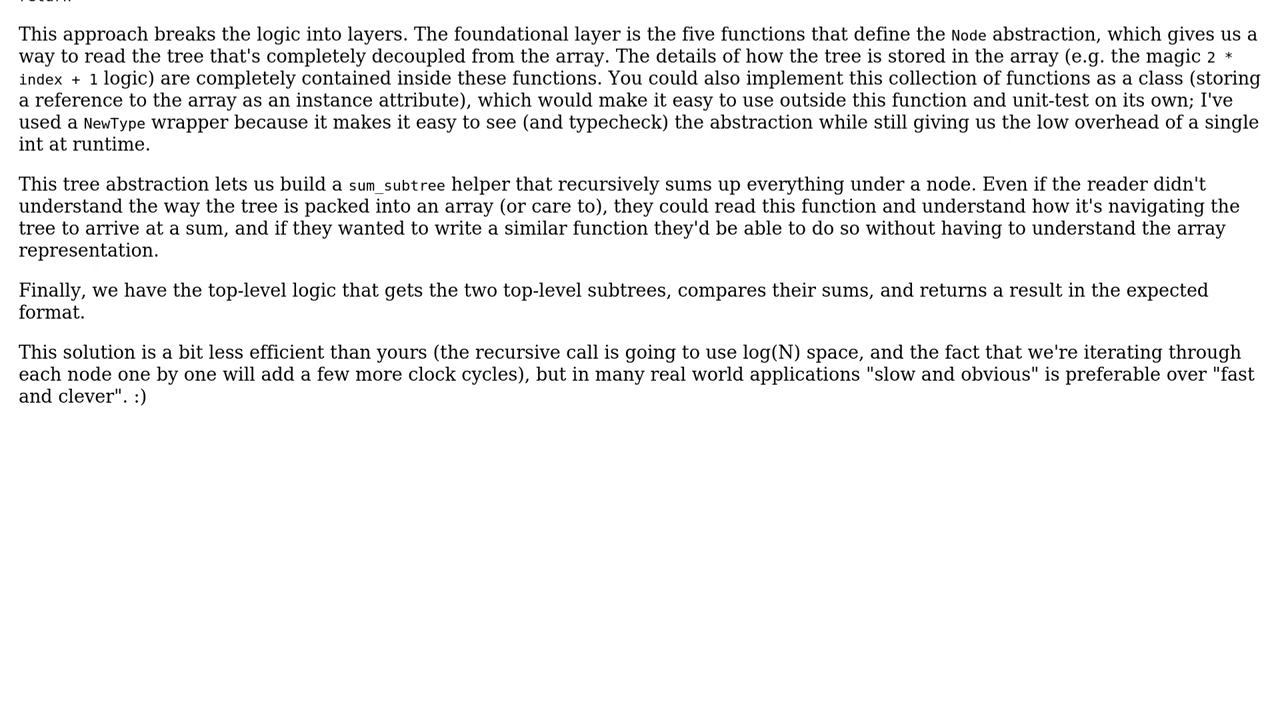 This approach breaks the logic into layers. The foundational layer is the five functions that define the Node abstraction, which gives us a
way to read the tree that's completely decoupled from the array. The details of how the tree is stored in the array (e.g. the magic 2 *
index + 1 logic) are completely contained inside these functions. You could also implement this collection of functions as a class (storing
a reference to the array as an instance attribute), which would make it easy to use outside this function and unit-test on its own; I've
used a NewType wrapper because it makes it easy to see (and typecheck) the abstraction while still giving us the low overhead of a single
int at runtime.
This tree abstraction lets us build a sum_subtree helper that recursively sums up everything under a node. Even if the reader didn't
understand the way the tree is packed into an array (or care to), they could read this function and understand how it's navigating the
tree to arrive at a sum, and if they wanted to write a similar function they'd be able to do so without having to understand the array
representation.
Finally, we have the top-level logic that gets the two top-level subtrees, compares their sums, and returns a result in the expected
format.
This solution is a bit less efficient than yours (the recursive call is going to use log(N) space, and the fact that we're iterating through
each node one by one will add a few more clock cycles), but in many real world applications "slow and obvious" is preferable over "fast
and clever". :)